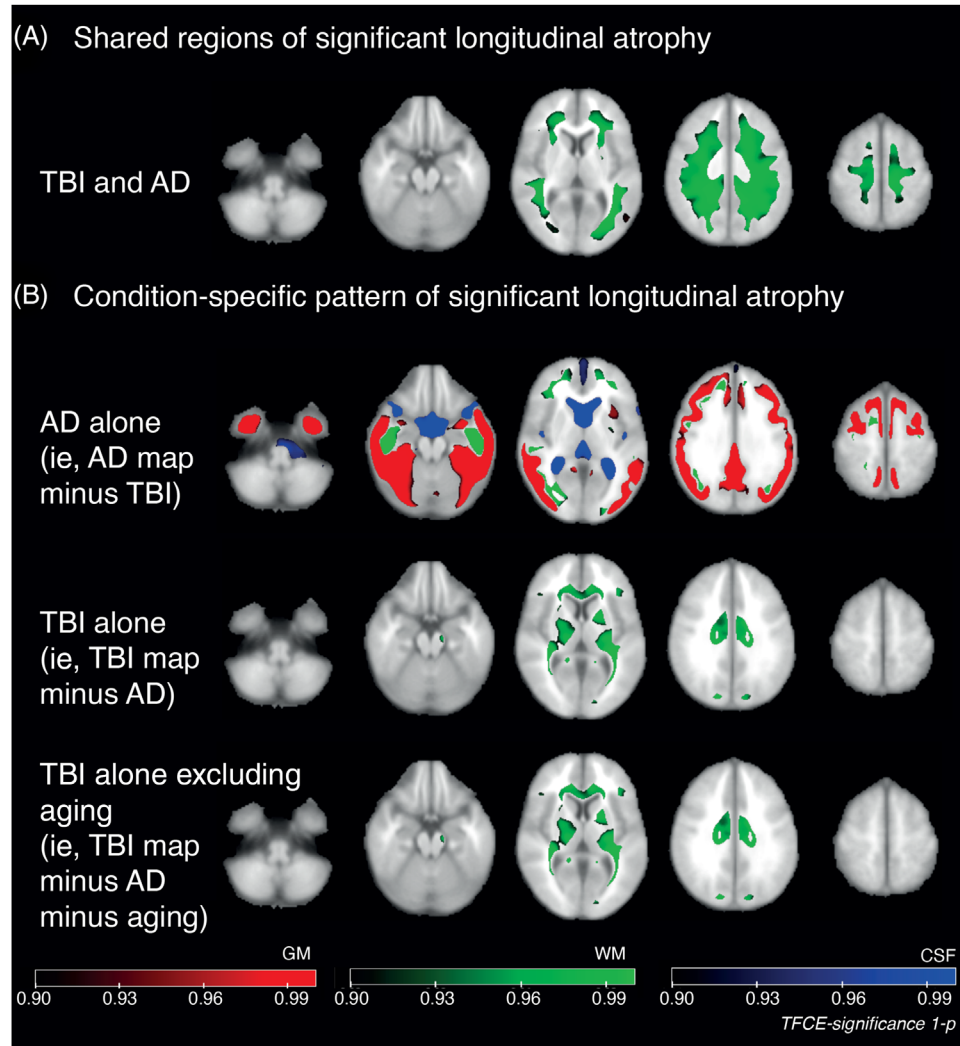 (A) Shared regions of significant longitudinal atrophy
TBI and AD
(B) Condition-specific pattern of significant longitudinal atrophy
AD alone
(ie, AD map
minus TBI)
TBI alone
(ie, TBI map
minus AD)
TBI alone excluding
aging
(ie, TBI map
minus AD
minus aging)
GM WM CSF
0.90 0.93 0.96 0.99 0.90 0.93 0.96 0.99 0.90 0.93 0.96 0.99
TFCE-significance 1-p